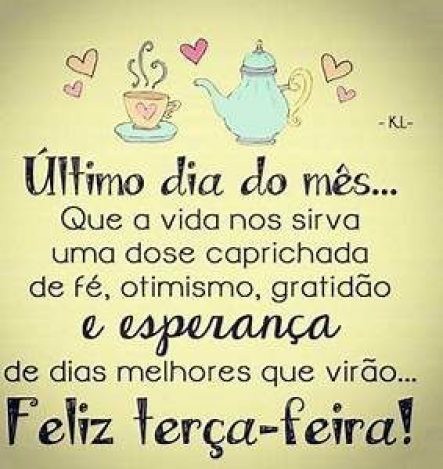 - K.L-
Último dia do mês...
Que a vida nos sirva
uma dose caprichada
de fé, otimismo, gratidão
e esperança
de dias melhores que virão...
Feliz terça-feira!